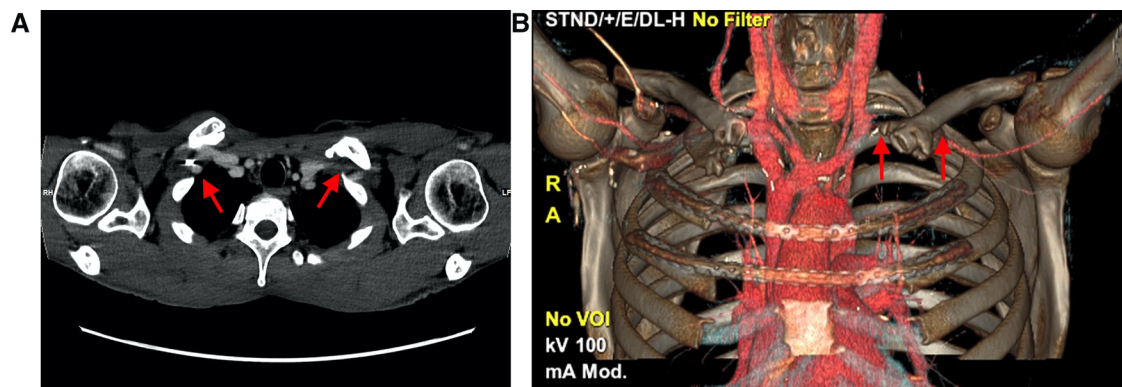 A
RH
LF
B
STND/+/E/DL-H No Filter
R
A
No VOI
kV 100
mA Mod.